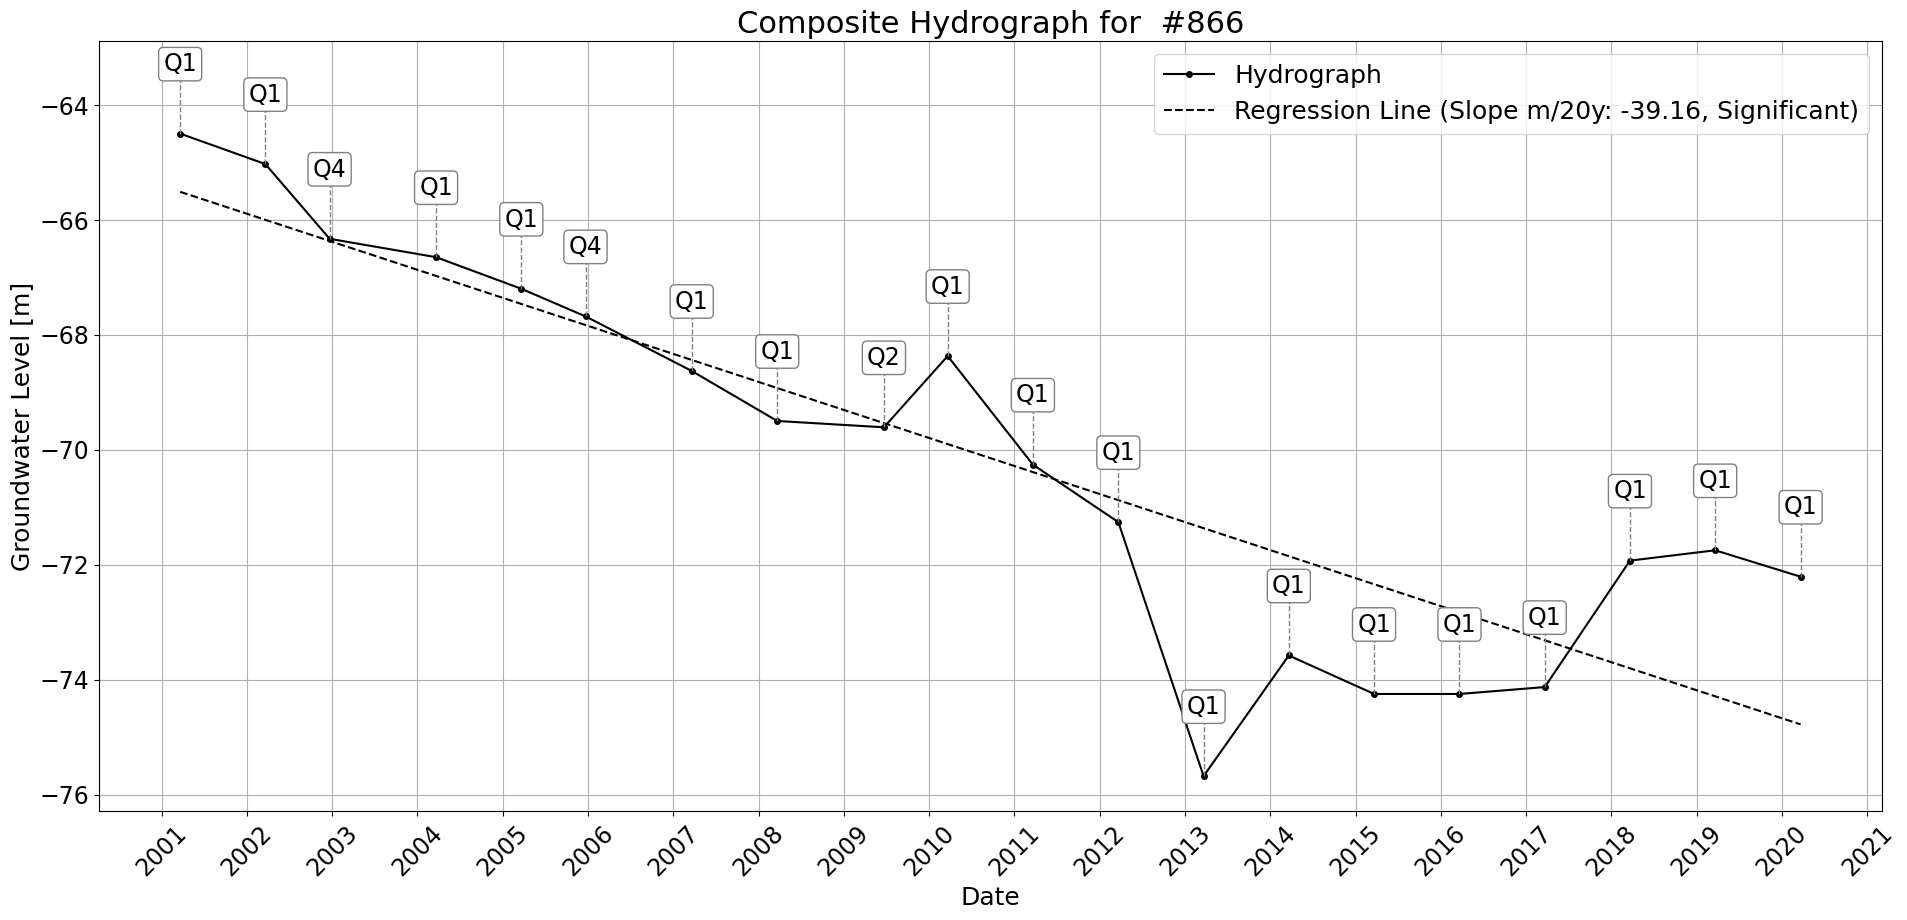 Composite Hydrograph for  #866
Hydrograph
Regression Line (Slope m/20y: -39.16, Significant)
Groundwater Level [m]
−64
−66
−68
−70
−72
−74
−76
Q1
Q1
Q4
Q1
Q1
Q4
Q1
Q1
Q2
Q1
Q1
Q1
Q1
Q1
Q1
Q1
Q1
Q1
Q1
Q1
2001
2002
2003
2004
2005
2006
2007
2008
2009
2010
2011
2012
2013
2014
2015
2016
2017
2018
2019
2020
2021
Date